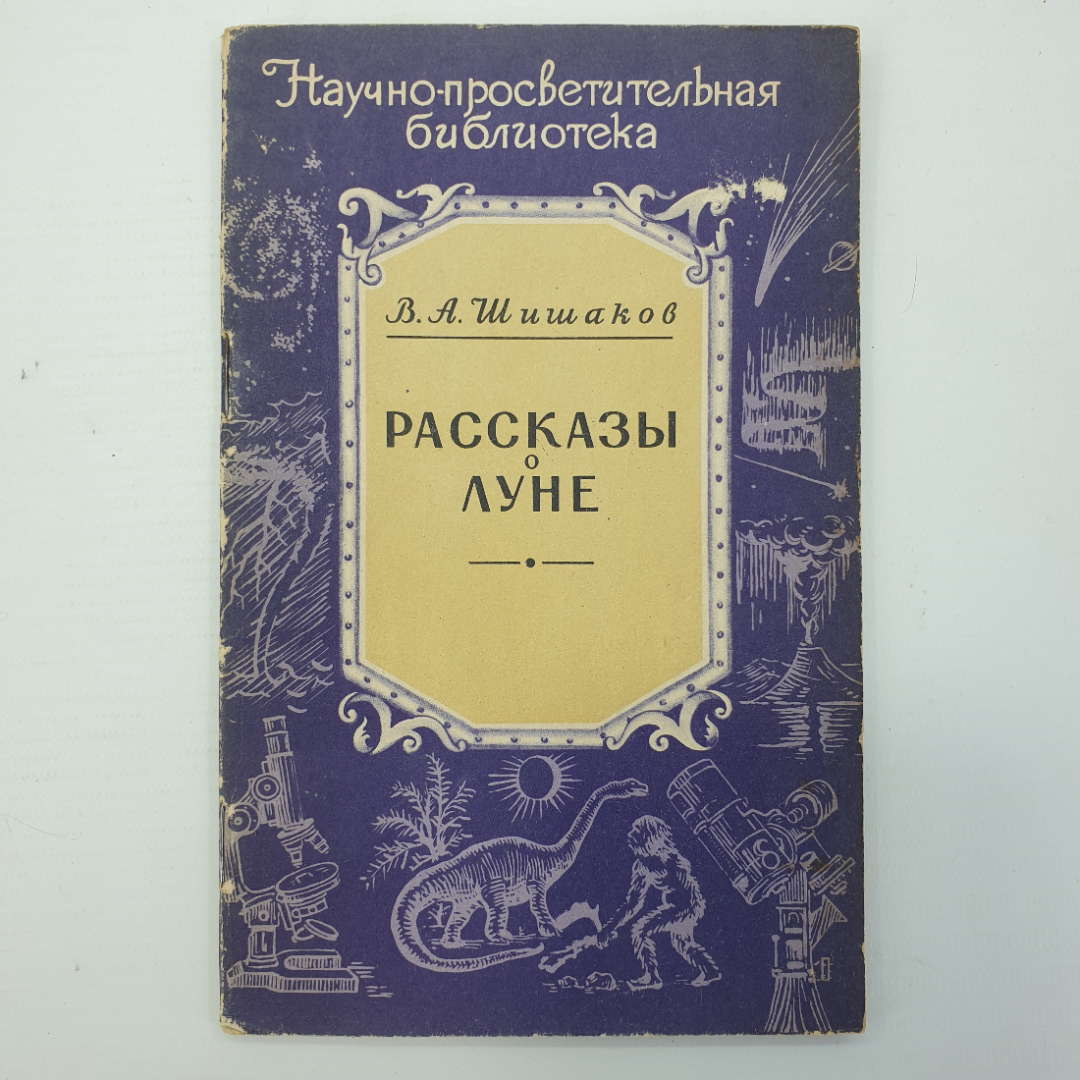 Научно-просветительная
библиотека
В. А. Шишаков
РАССКАЗЫ
О
ЛУНЕ